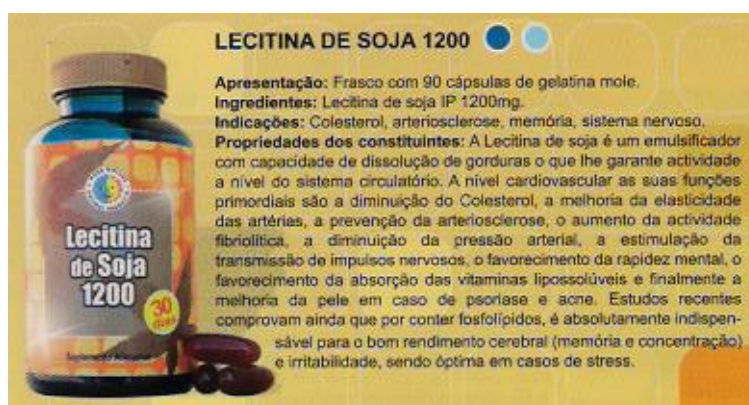 LECITINA DE SOJA 1200
Apresentação: Frasco com 90 cápsulas de gelatina mole.
Ingredientes: Lecitina de soja IP 1200mg.
Indicações: Colesterol, arteriosclerose, memória, sistema nervoso.
Propriedades dos constituintes: A Lecitina de soja é um emulsificador
com capacidade de dissolução de gorduras o que lhe garante actividade
a nível do sistema circulatório. A nível cardiovascular as suas funções
primordiais são a diminuição do Colesterol, a melhoria da elasticidade
das artérias, a prevenção da arteriosclerose, o aumento da actividade
fibriolítica, a diminuição da pressão arterial, a estimulação da
transmissão de impulsos nervosos, o favorecimento da rapidez mental, o
favorecimento da absorção das vitaminas lipossolúveis e finalmente a
melhoria da pele em caso de psoriase e acne. Estudos recentes
comprovam ainda que por conter fosfolípidos, é absolutamente indispen-
sável para o bom rendimento cerebral (memória e concentração)
e irritabilidade, sendo óptima em casos de stress.
Lecitina
de Soja
1200
30
dias